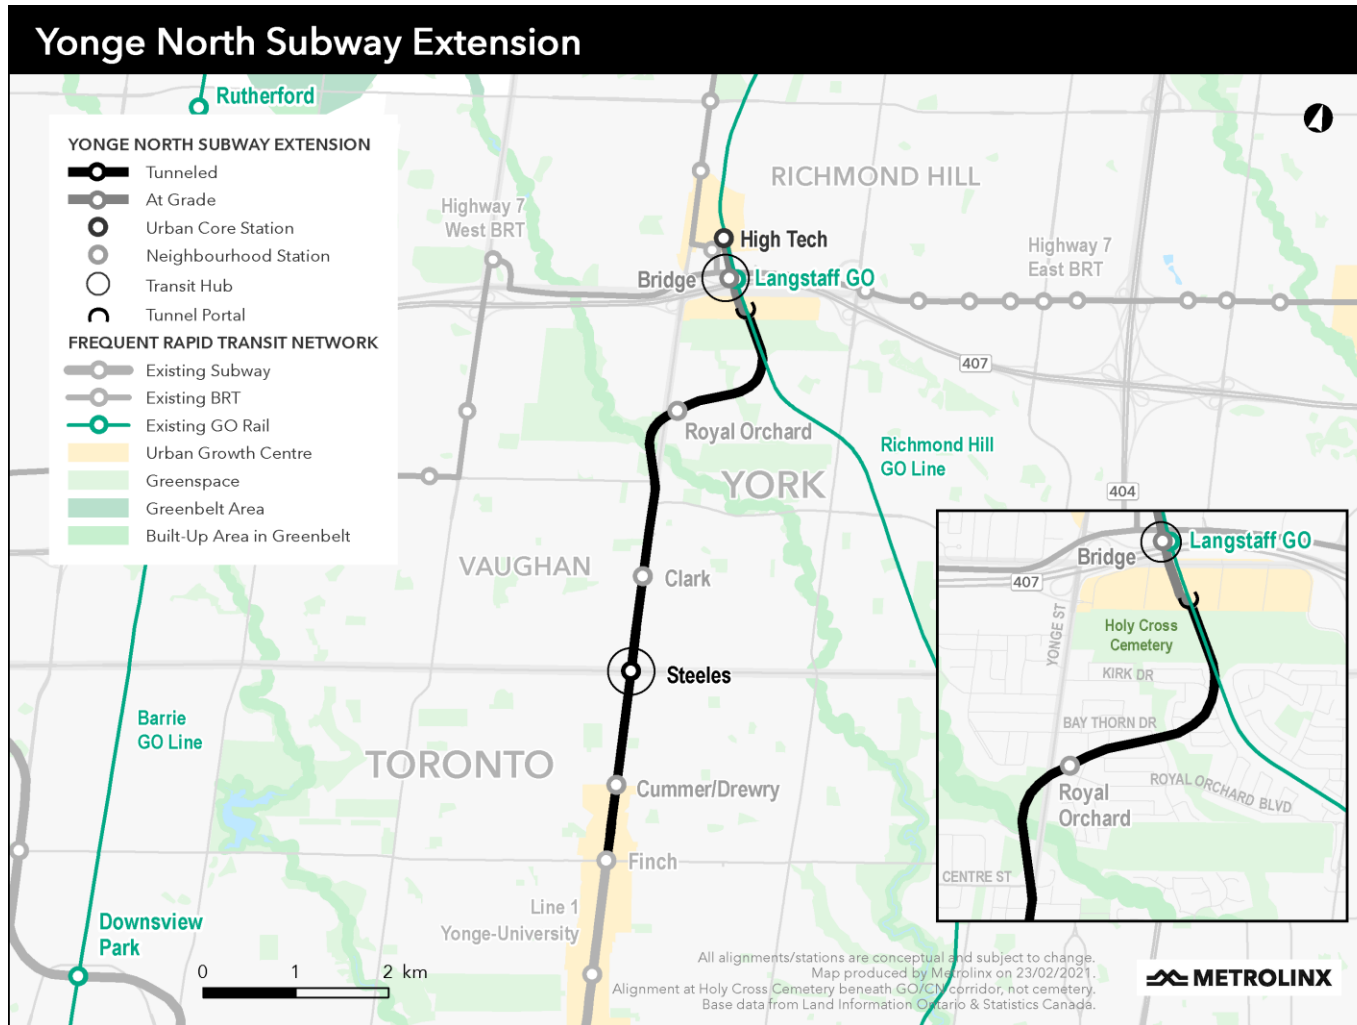 Yonge North Subway Extension
Rutherford
YONGE NORTH SUBWAY EXTENSION
Tunneled
At Grade
Urban Core Station
Neighbourhood Station
Transit Hub
Tunnel Portal
FREQUENT RAPID TRANSIT NETWORK
Existing Subway
Existing BRT
Existing GO Rail
Urban Growth Centre
Greenspace
Greenbelt Area
Built-Up Area in Greenbelt
RICHMOND HILL
Highway 7
West BRT
High Tech
Highway 7
East BRT
Bridge
Langstaff GO
407
Royal Orchard
Richmond Hill
GO Line
YORK
404
VAUGHAN
Clark
Steeles
Barrie
GO Line
TORONTO
Cummer/Drewry
Finch
Line 1
Yonge-University
Downsview
Park
0 1 2 km
Langstaff GO
Bridge
407
YONGE ST
Holy Cross
Cemetery
KIRK DR
BAY THORN DR
ROYAL ORCHARD BLVD
Royal
Orchard
CENTRE ST
All alignments/stations are conceptual and subject to change.
Map produced by Metrolinx on 23/02/2021.
Alignment at Holy Cross Cemetery beneath GO/CN corridor, not cemetery.
Base data from Land Information Ontario & Statistics Canada.
METROLINX